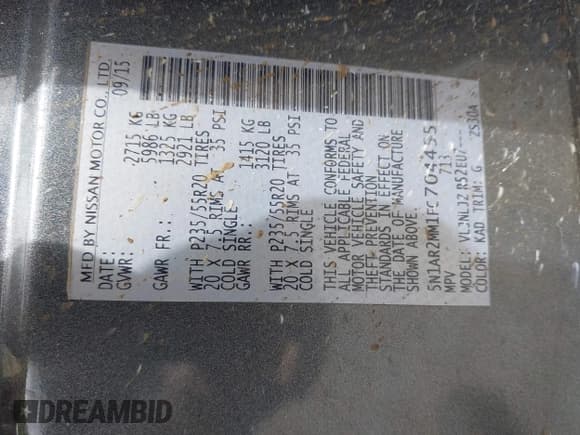 MFD BY NISSAN MOTOR CO., LTD.
DATE: 09/15
GVWR: 2715 KG
5986 LB
GAWR FR.: 1325 KG
2921 LB
WITH P235/55R20 TIRES
20 X 7.5 RIMS AT 35 PSI
COLD SINGLE
GAWR RR.: 1415 KG
3120 LB
WITH P235/55R20 TIRES
20 X 7.5 RIMS AT 35 PSI
COLD SINGLE
THIS VEHICLE CONFORMS TO
ALL APPLICABLE FEDERAL
MOTOR VEHICLE SAFETY AND
THEFT PREVENTION
STANDARDS IN EFFECT ON
THE DATE OF MANUFACTURE
SHOWN ABOVE.
MPV 713
COLOR: KAD TRIM: G ZS30A
DREAMBID